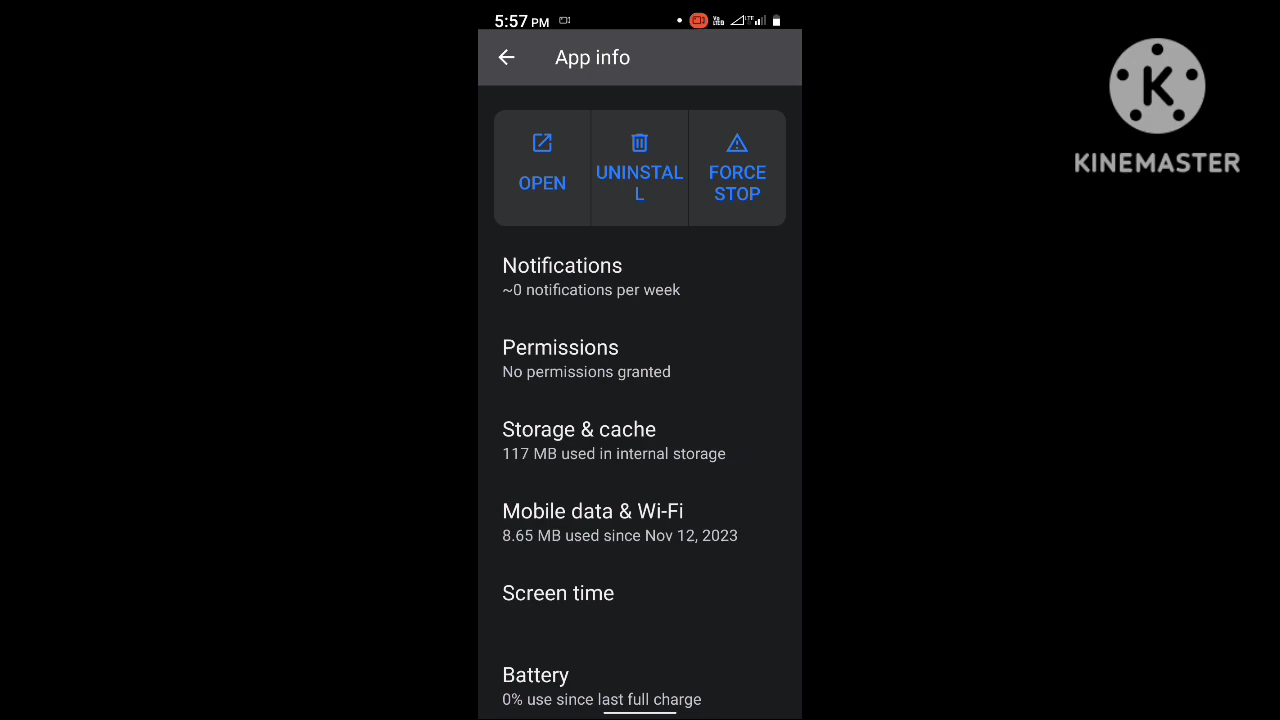 5:57 PM
App info
K
KINEMASTER
OPEN
UNINSTAL
L
FORCE
STOP
Notifications
~0 notifications per week
Permissions
No permissions granted
Storage & cache
117 MB used in internal storage
Mobile data & Wi-Fi
8.65 MB used since Nov 12, 2023
Screen time
Battery
0% use since last full charge